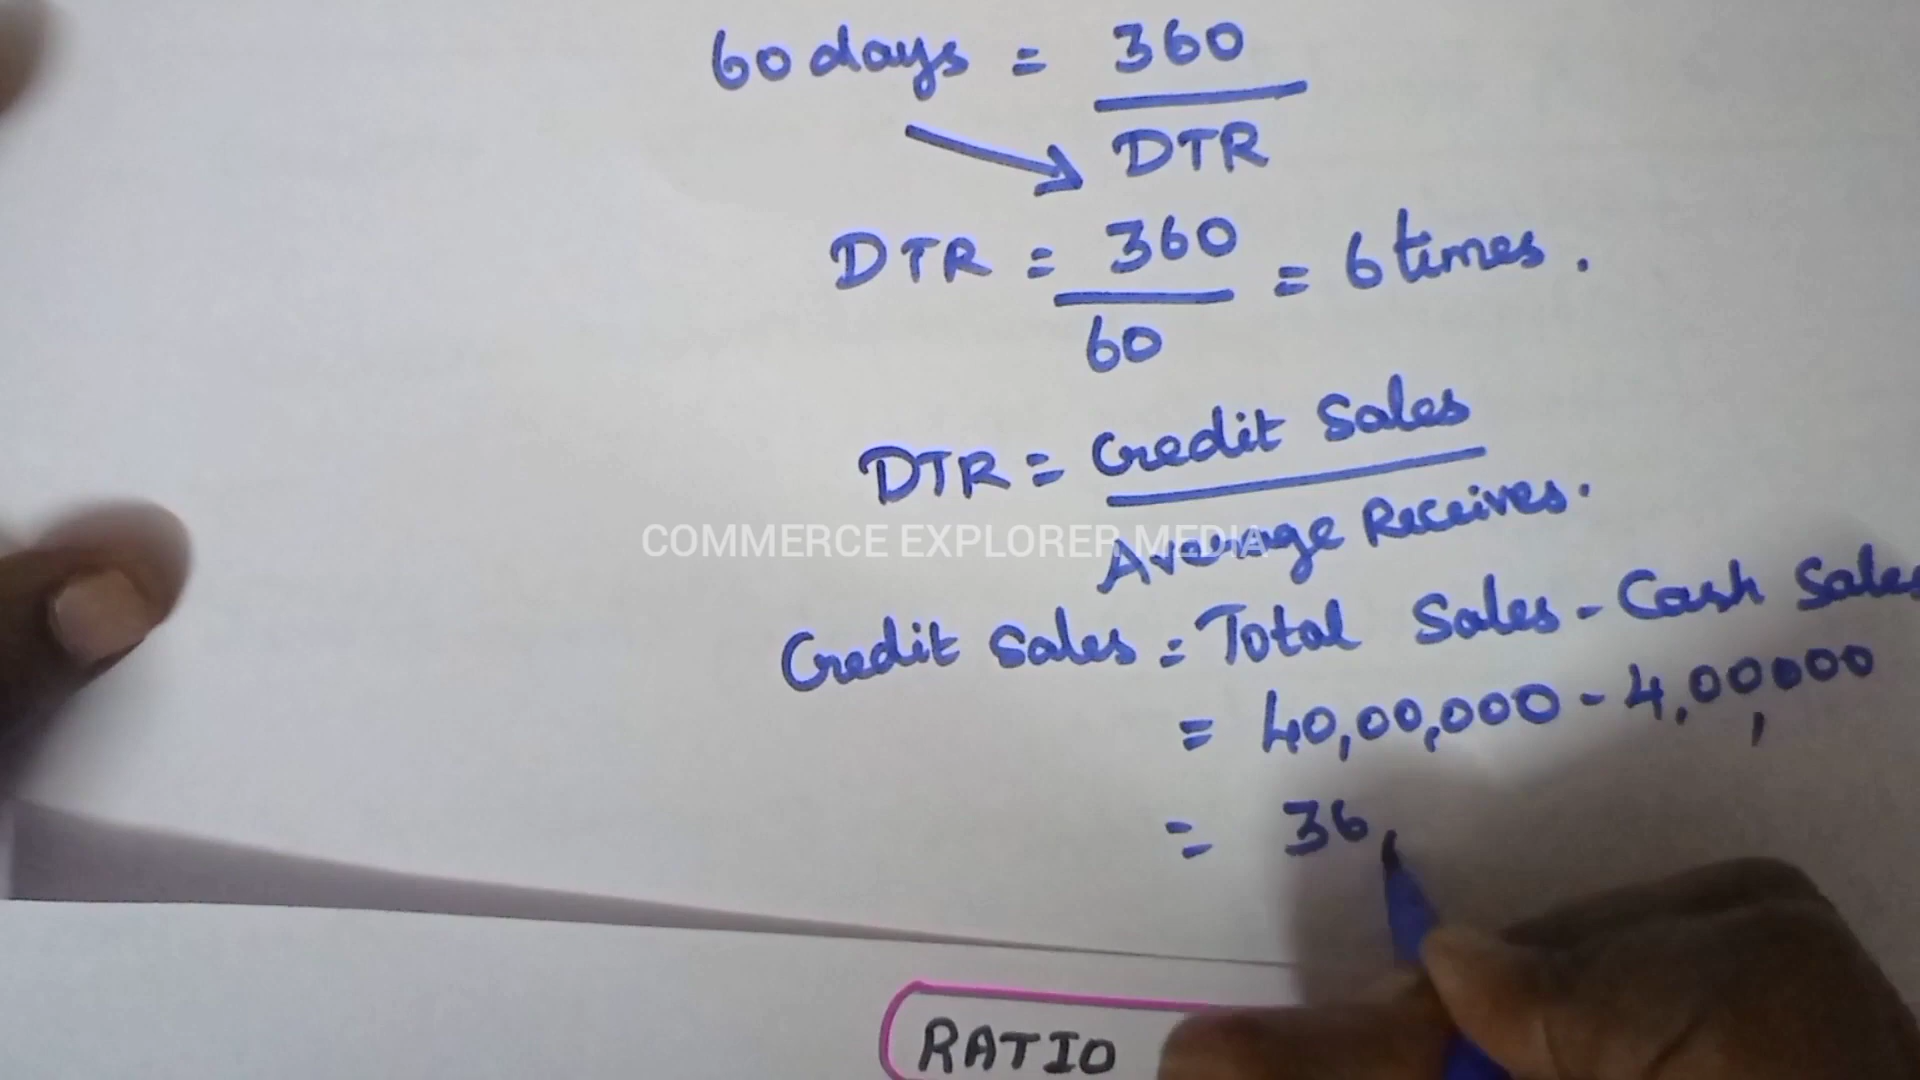 60 days = 360
DTR
DTR = 360 = 6 times.
60
DTR = Credit Sales
Average Receives.
COMMERCE EXPLORER MEDIA
Credit Sales = Total Sales - Cash Sales
= 40,00,000 - 4,00,000
= 36,
RATIO